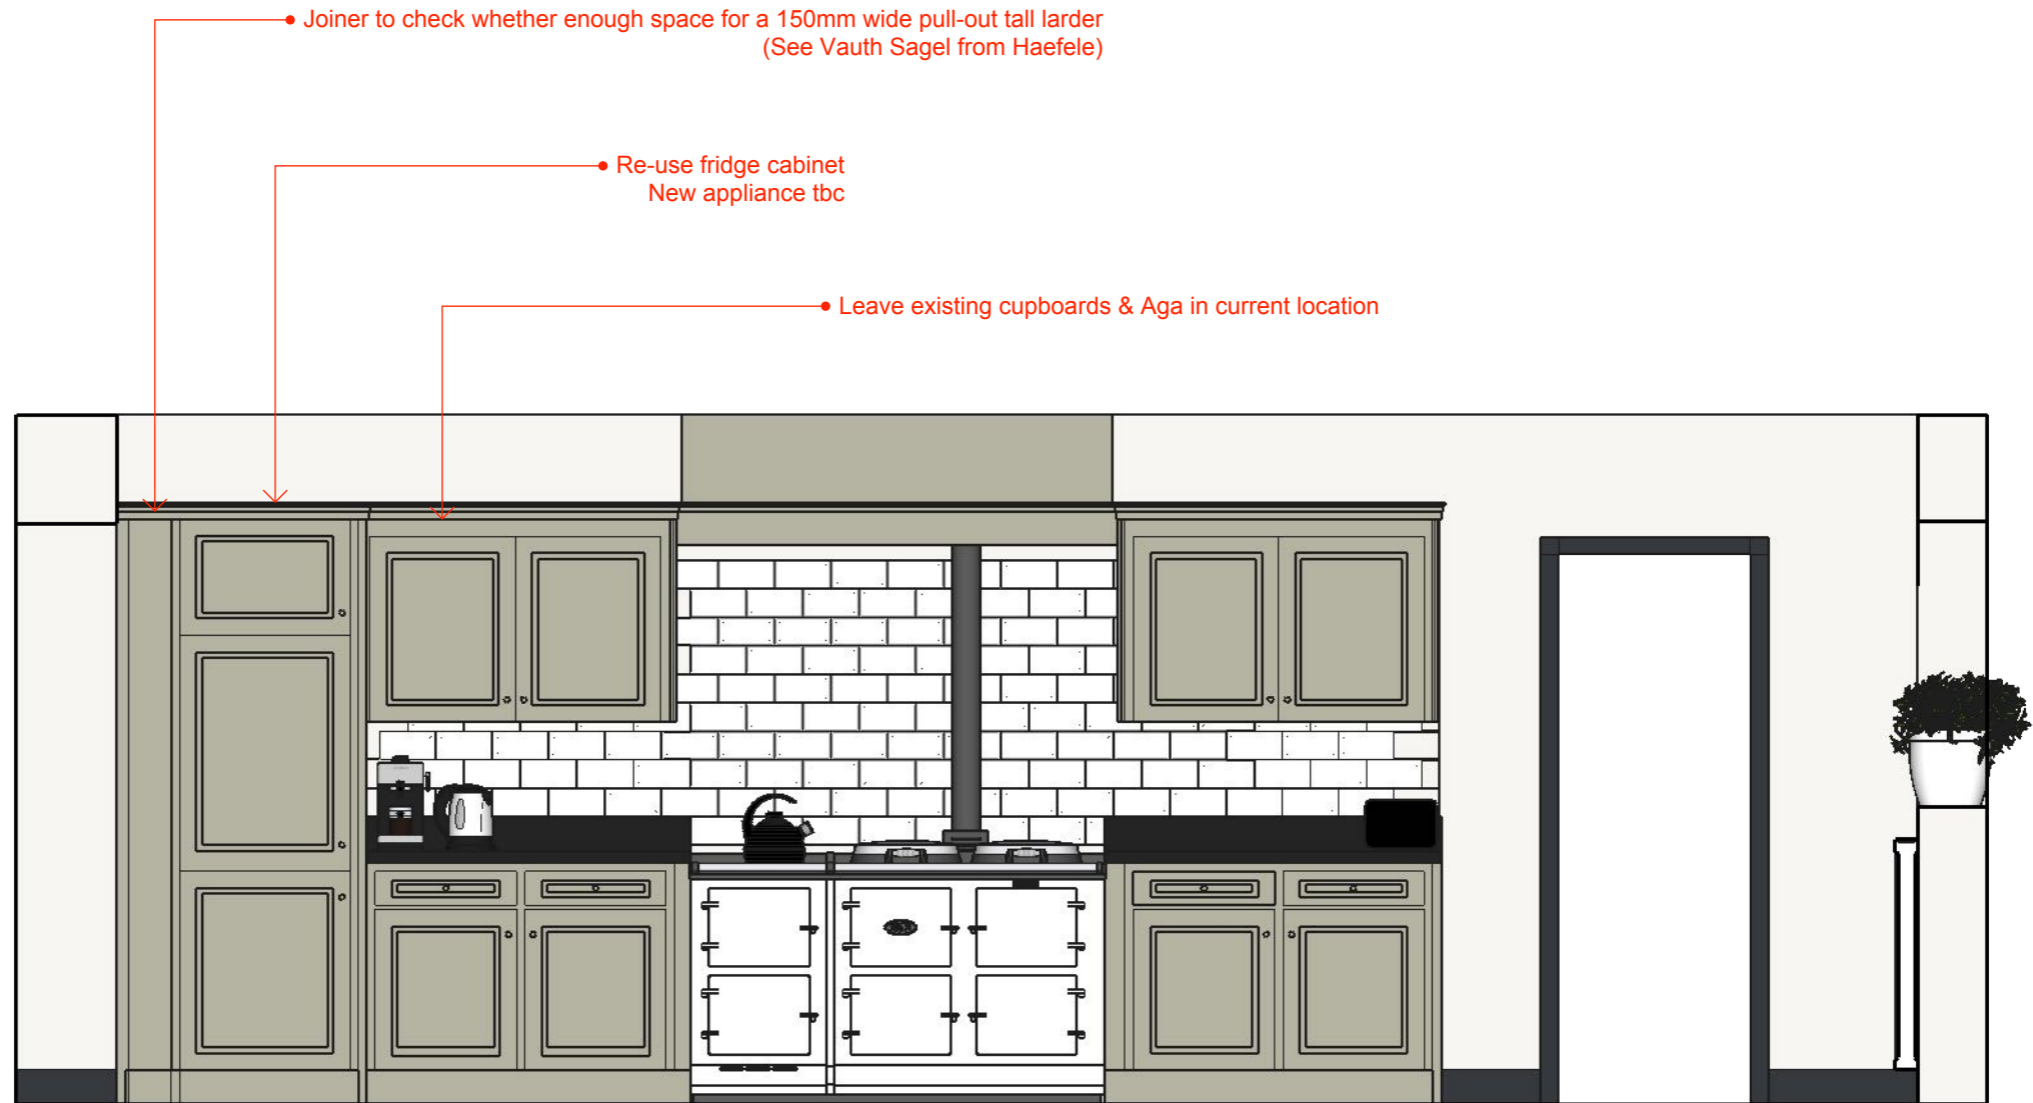 Joiner to check whether enough space for a 150mm wide pull-out tall larder
(See Vauth Sagel from Haefele)
Re-use fridge cabinet
New appliance tbc
Leave existing cupboards & Aga in current location